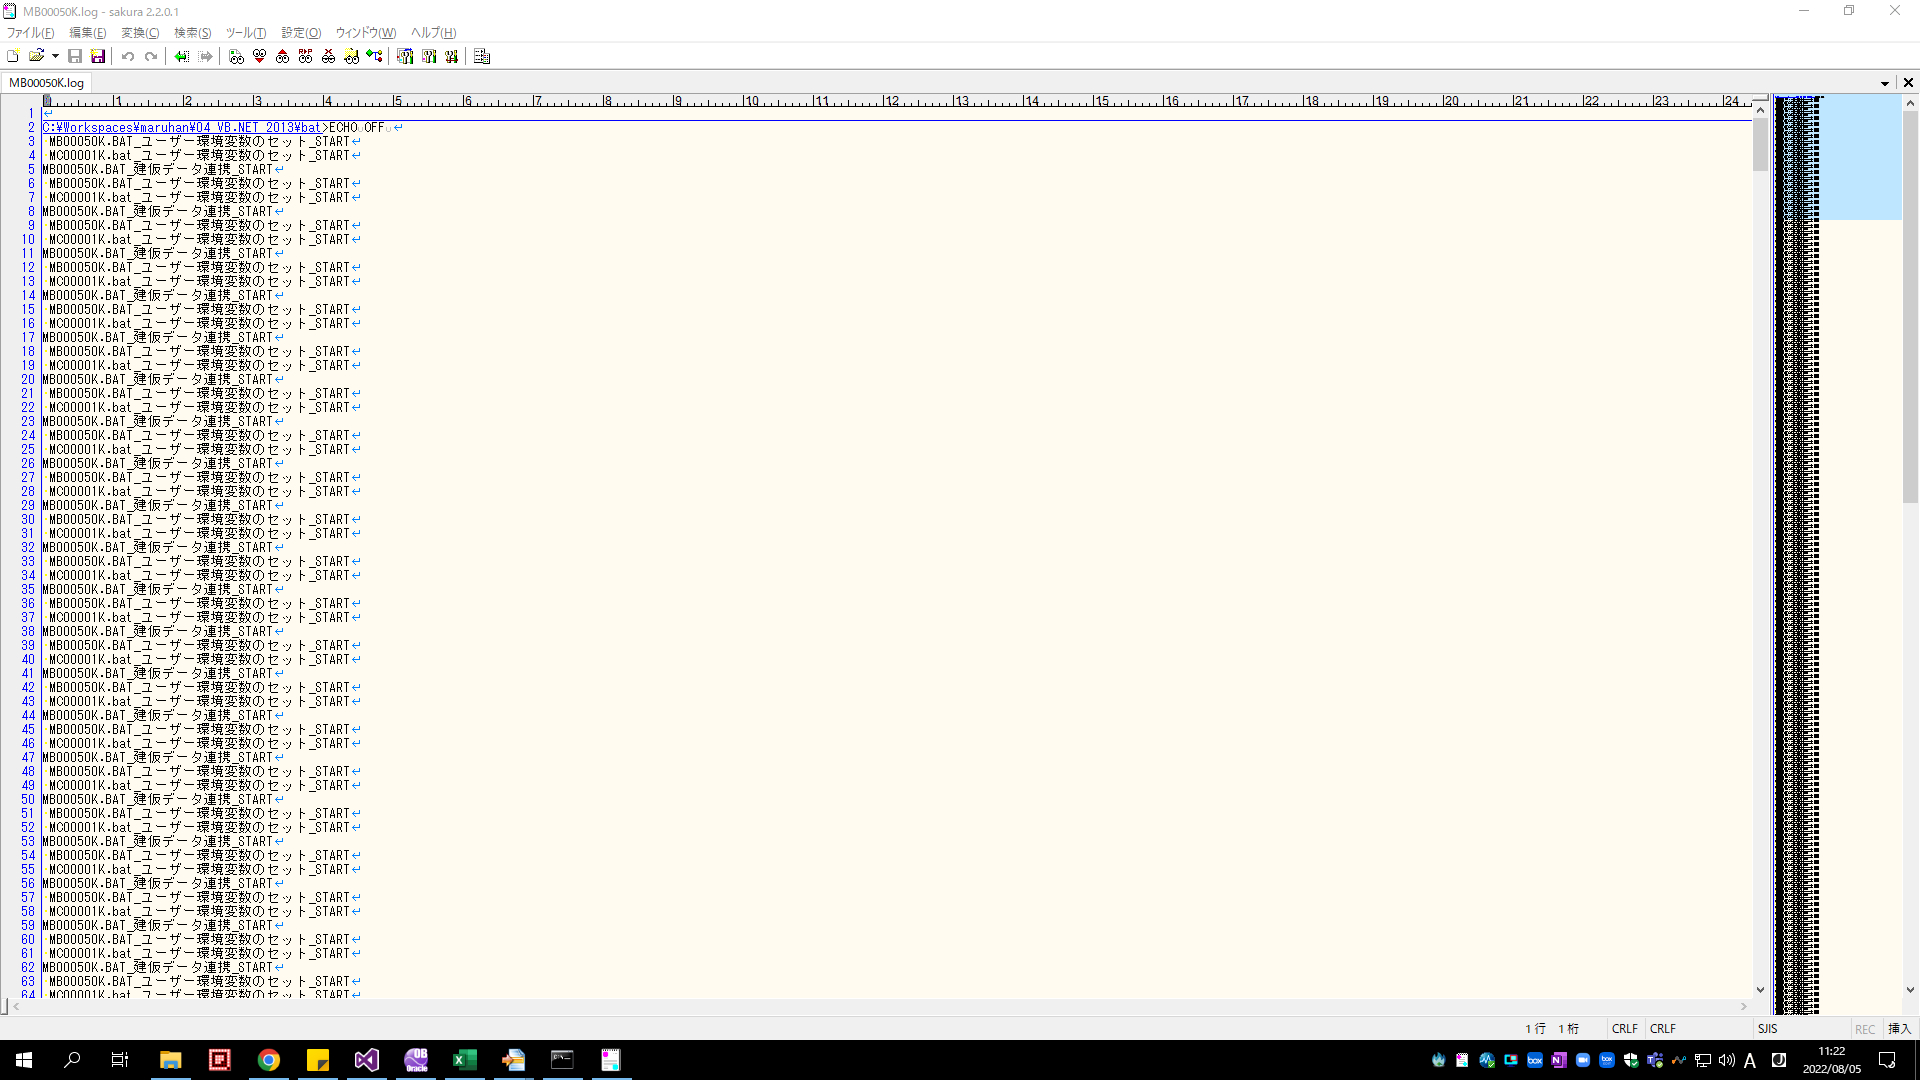 MB00050K.log - sakura 2.2.0.1
ファイル(F) 編集(E) 変換(C) 検索(S) ツール(T) 設定(O) ウィンドウ(W) ヘルプ(H)
MB00050K.log
0 1 2 3 4 5 6 7 8 9 10 11 12 13 14 15 16 17 18 19 20 21 22 23 24
1
2 C:¥Workspaces¥maruhan¥04_VB.NET_2013¥bat>ECHO OFF
3 MB00050K.BAT_ユーザー環境変数のセット_START
4 MC00001K.bat_ユーザー環境変数のセット_START
5 MB00050K.BAT_建仮データ連携_START
6 MB00050K.BAT_ユーザー環境変数のセット_START
7 MC00001K.bat_ユーザー環境変数のセット_START
8 MB00050K.BAT_建仮データ連携_START
9 MB00050K.BAT_ユーザー環境変数のセット_START
10 MC00001K.bat_ユーザー環境変数のセット_START
11 MB00050K.BAT_建仮データ連携_START
12 MB00050K.BAT_ユーザー環境変数のセット_START
13 MC00001K.bat_ユーザー環境変数のセット_START
14 MB00050K.BAT_建仮データ連携_START
15 MB00050K.BAT_ユーザー環境変数のセット_START
16 MC00001K.bat_ユーザー環境変数のセット_START
17 MB00050K.BAT_建仮データ連携_START
18 MB00050K.BAT_ユーザー環境変数のセット_START
19 MC00001K.bat_ユーザー環境変数のセット_START
20 MB00050K.BAT_建仮データ連携_START
21 MB00050K.BAT_ユーザー環境変数のセット_START
22 MC00001K.bat_ユーザー環境変数のセット_START
23 MB00050K.BAT_建仮データ連携_START
24 MB00050K.BAT_ユーザー環境変数のセット_START
25 MC00001K.bat_ユーザー環境変数のセット_START
26 MB00050K.BAT_建仮データ連携_START
27 MB00050K.BAT_ユーザー環境変数のセット_START
28 MC00001K.bat_ユーザー環境変数のセット_START
29 MB00050K.BAT_建仮データ連携_START
30 MB00050K.BAT_ユーザー環境変数のセット_START
31 MC00001K.bat_ユーザー環境変数のセット_START
32 MB00050K.BAT_建仮データ連携_START
33 MB00050K.BAT_ユーザー環境変数のセット_START
34 MC00001K.bat_ユーザー環境変数のセット_START
35 MB00050K.BAT_建仮データ連携_START
36 MB00050K.BAT_ユーザー環境変数のセット_START
37 MC00001K.bat_ユーザー環境変数のセット_START
38 MB00050K.BAT_建仮データ連携_START
39 MB00050K.BAT_ユーザー環境変数のセット_START
40 MC00001K.bat_ユーザー環境変数のセット_START
41 MB00050K.BAT_建仮データ連携_START
42 MB00050K.BAT_ユーザー環境変数のセット_START
43 MC00001K.bat_ユーザー環境変数のセット_START
44 MB00050K.BAT_建仮データ連携_START
45 MB00050K.BAT_ユーザー環境変数のセット_START
46 MC00001K.bat_ユーザー環境変数のセット_START
47 MB00050K.BAT_建仮データ連携_START
48 MB00050K.BAT_ユーザー環境変数のセット_START
49 MC00001K.bat_ユーザー環境変数のセット_START
50 MB00050K.BAT_建仮データ連携_START
51 MB00050K.BAT_ユーザー環境変数のセット_START
52 MC00001K.bat_ユーザー環境変数のセット_START
53 MB00050K.BAT_建仮データ連携_START
54 MB00050K.BAT_ユーザー環境変数のセット_START
55 MC00001K.bat_ユーザー環境変数のセット_START
56 MB00050K.BAT_建仮データ連携_START
57 MB00050K.BAT_ユーザー環境変数のセット_START
58 MC00001K.bat_ユーザー環境変数のセット_START
59 MB00050K.BAT_建仮データ連携_START
60 MB00050K.BAT_ユーザー環境変数のセット_START
61 MC00001K.bat_ユーザー環境変数のセット_START
62 MB00050K.BAT_建仮データ連携_START
63 MB00050K.BAT_ユーザー環境変数のセット_START
64 MC00001K.bat_ユーザー環境変数のセット_START
1 行 1 桁 CRLF CRLF SJIS REC 挿入
OB Oracle
box box A J
11:22
2022/08/05